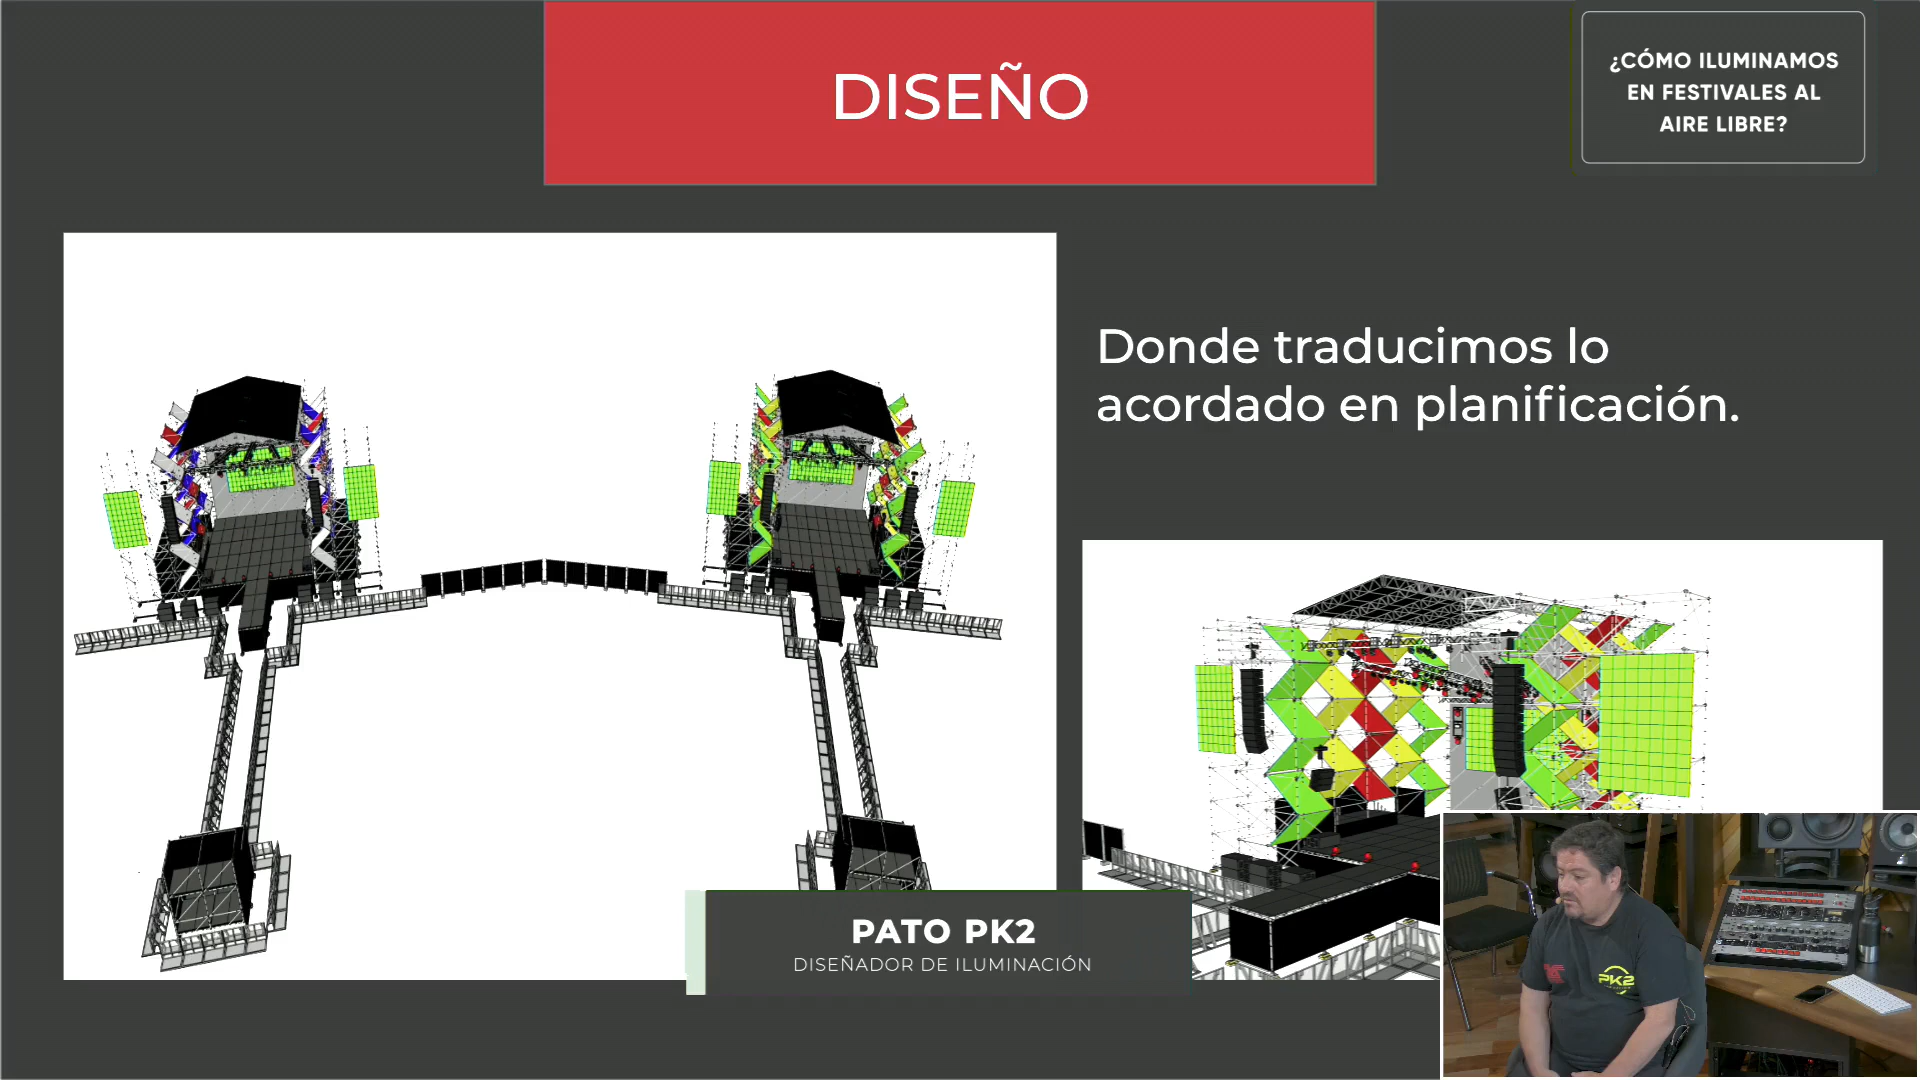 DISEÑO
¿CÓMO ILUMINAMOS
EN FESTIVALES AL
AIRE LIBRE?
Donde traducimos lo
acordado en planificación.
PATO PK2
DISEÑADOR DE ILUMINACIÓN
PK2